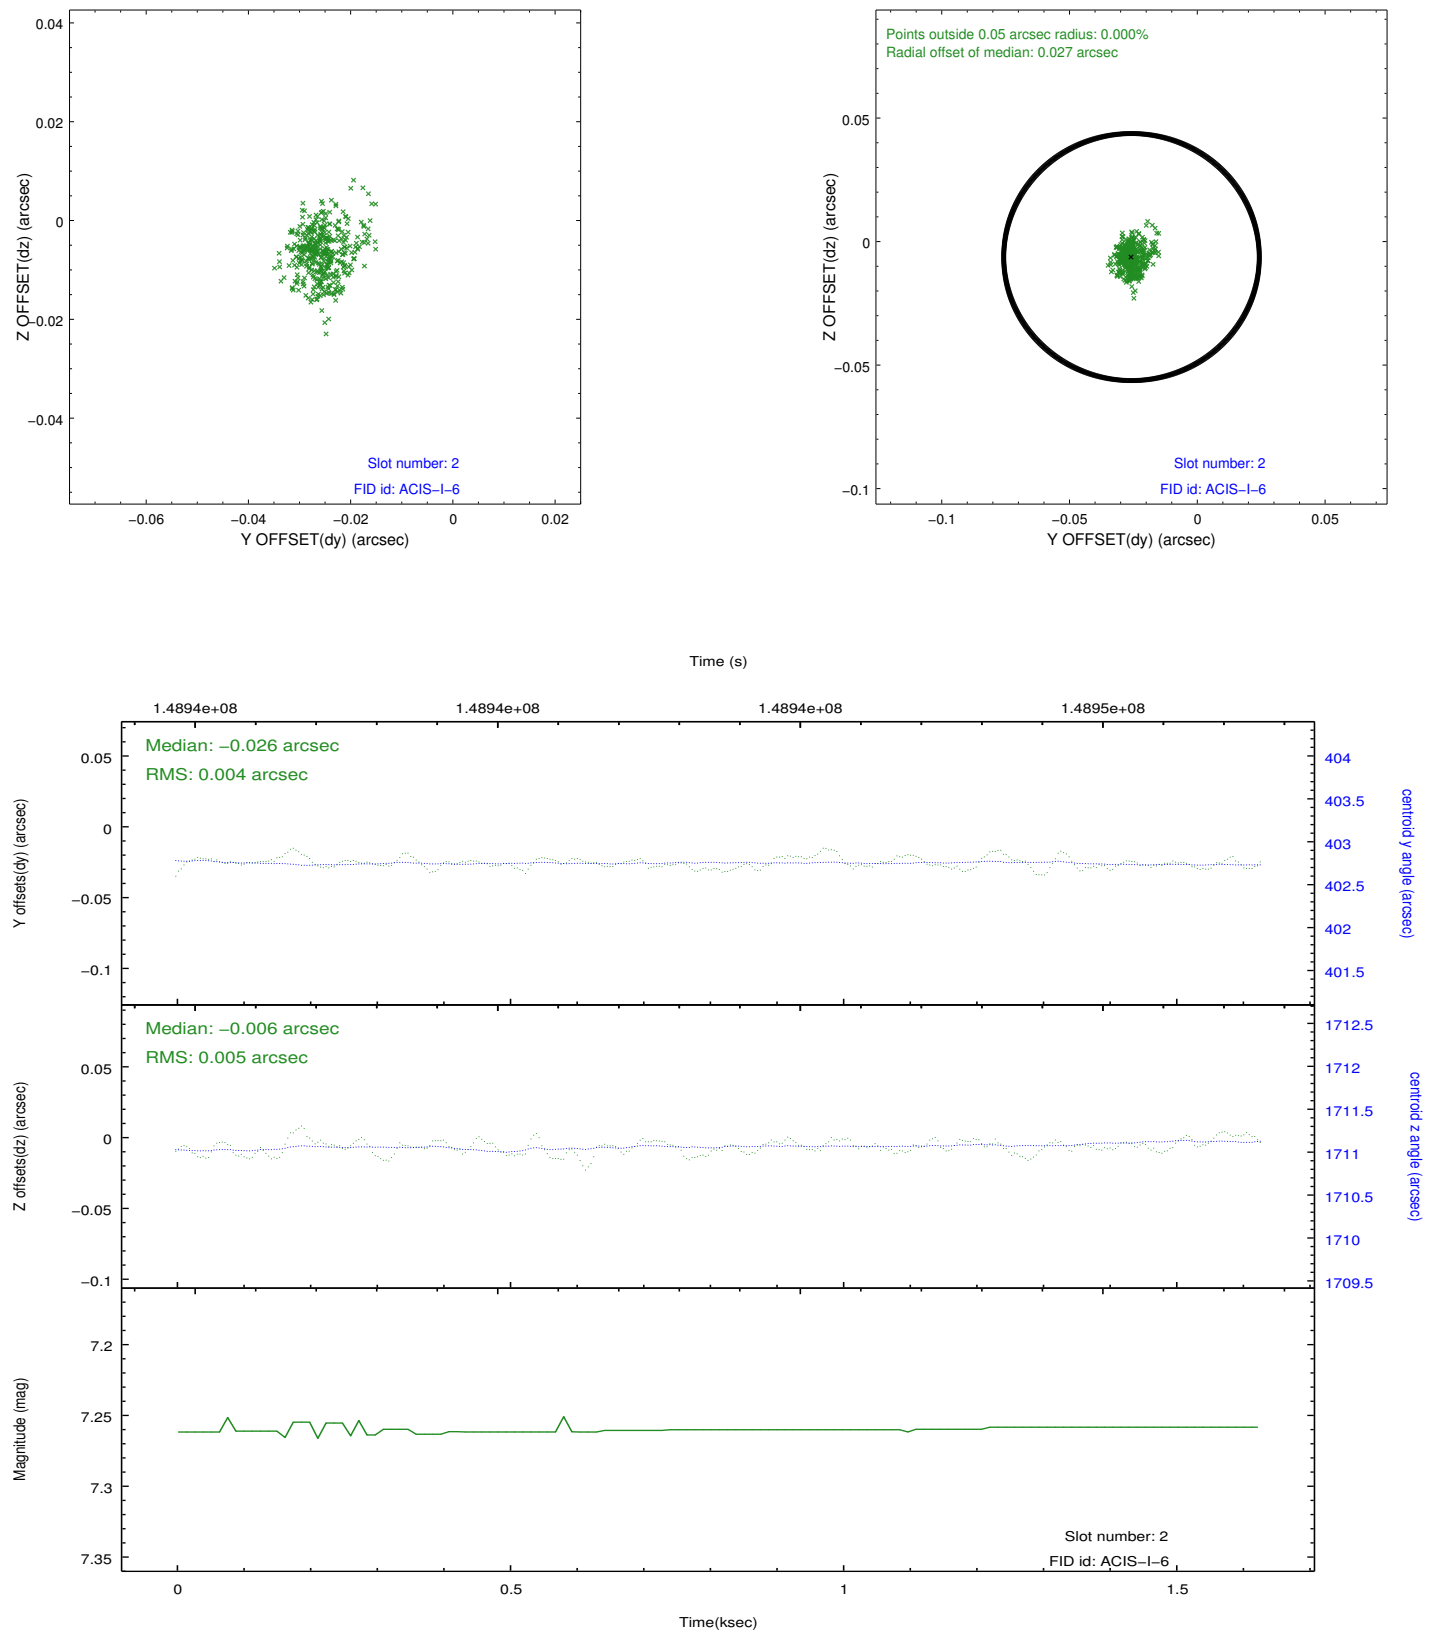 0.04
0.02
0
−0.02
−0.04
Z OFFSET(dz) (arcsec)
Slot number: 2
FID id: ACIS−I−6
−0.06
−0.04
−0.02
0
0.02
Y OFFSET(dy) (arcsec)
Points outside 0.05 arcsec radius: 0.000%
Radial offset of median: 0.027 arcsec
0.05
0
−0.05
−0.1
Z OFFSET(dz) (arcsec)
Slot number: 2
FID id: ACIS−I−6
−0.1
−0.05
0
0.05
Y OFFSET(dy) (arcsec)
Time (s)
1.4894e+08
1.4894e+08
1.4894e+08
1.4895e+08
Median: −0.026 arcsec
RMS: 0.004 arcsec
0.05
0
−0.05
−0.1
Y offsets(dy) (arcsec)
404
403.5
403
402.5
402
401.5
centroid y angle (arcsec)
Median: −0.006 arcsec
RMS: 0.005 arcsec
0.05
0
−0.05
−0.1
Z offsets(dz) (arcsec)
1712.5
1712
1711.5
1711
1710.5
1710
1709.5
centroid z angle (arcsec)
7.2
7.25
7.3
7.35
Magnitude (mag)
Slot number: 2
FID id: ACIS−I−6
0
0.5
1
1.5
Time(ksec)